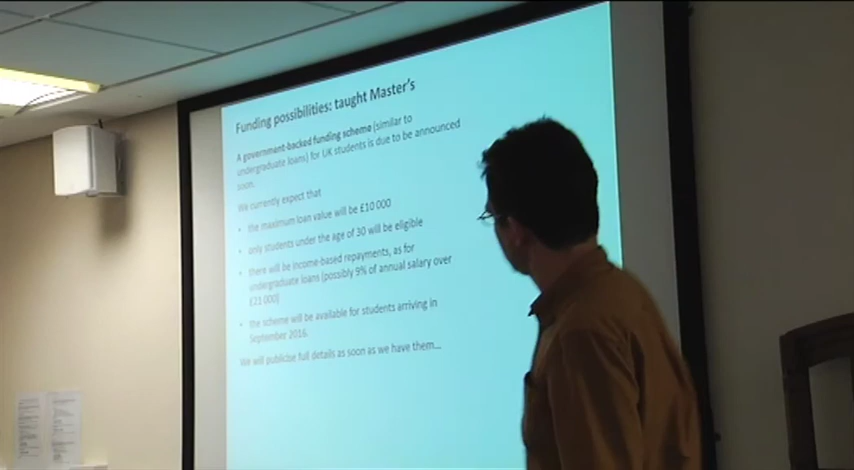 Funding possibilities: taught Master's
A government-backed funding scheme (similar to
undergraduate loans) for UK students is due to be announced
soon.
We currently expect that
• the maximum loan value will be £10 000
• only students under the age of 30 will be eligible
• there will be income-based repayments, as for
undergraduate loans (possibly 9% of annual salary over
£21 000)
• the scheme will be available for students arriving in
September 2016.
We will publicise full details as soon as we have them...